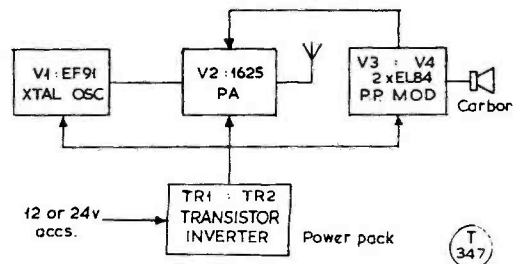 V1:EF91
XTAL OSC
V2:1625
PA
V3 : V4
2 x EL84
P.P. MOD
Carbor
TR1 : TR2
TRANSISTOR
INVERTER
12 or 24v
accs.
Power pack
T
347